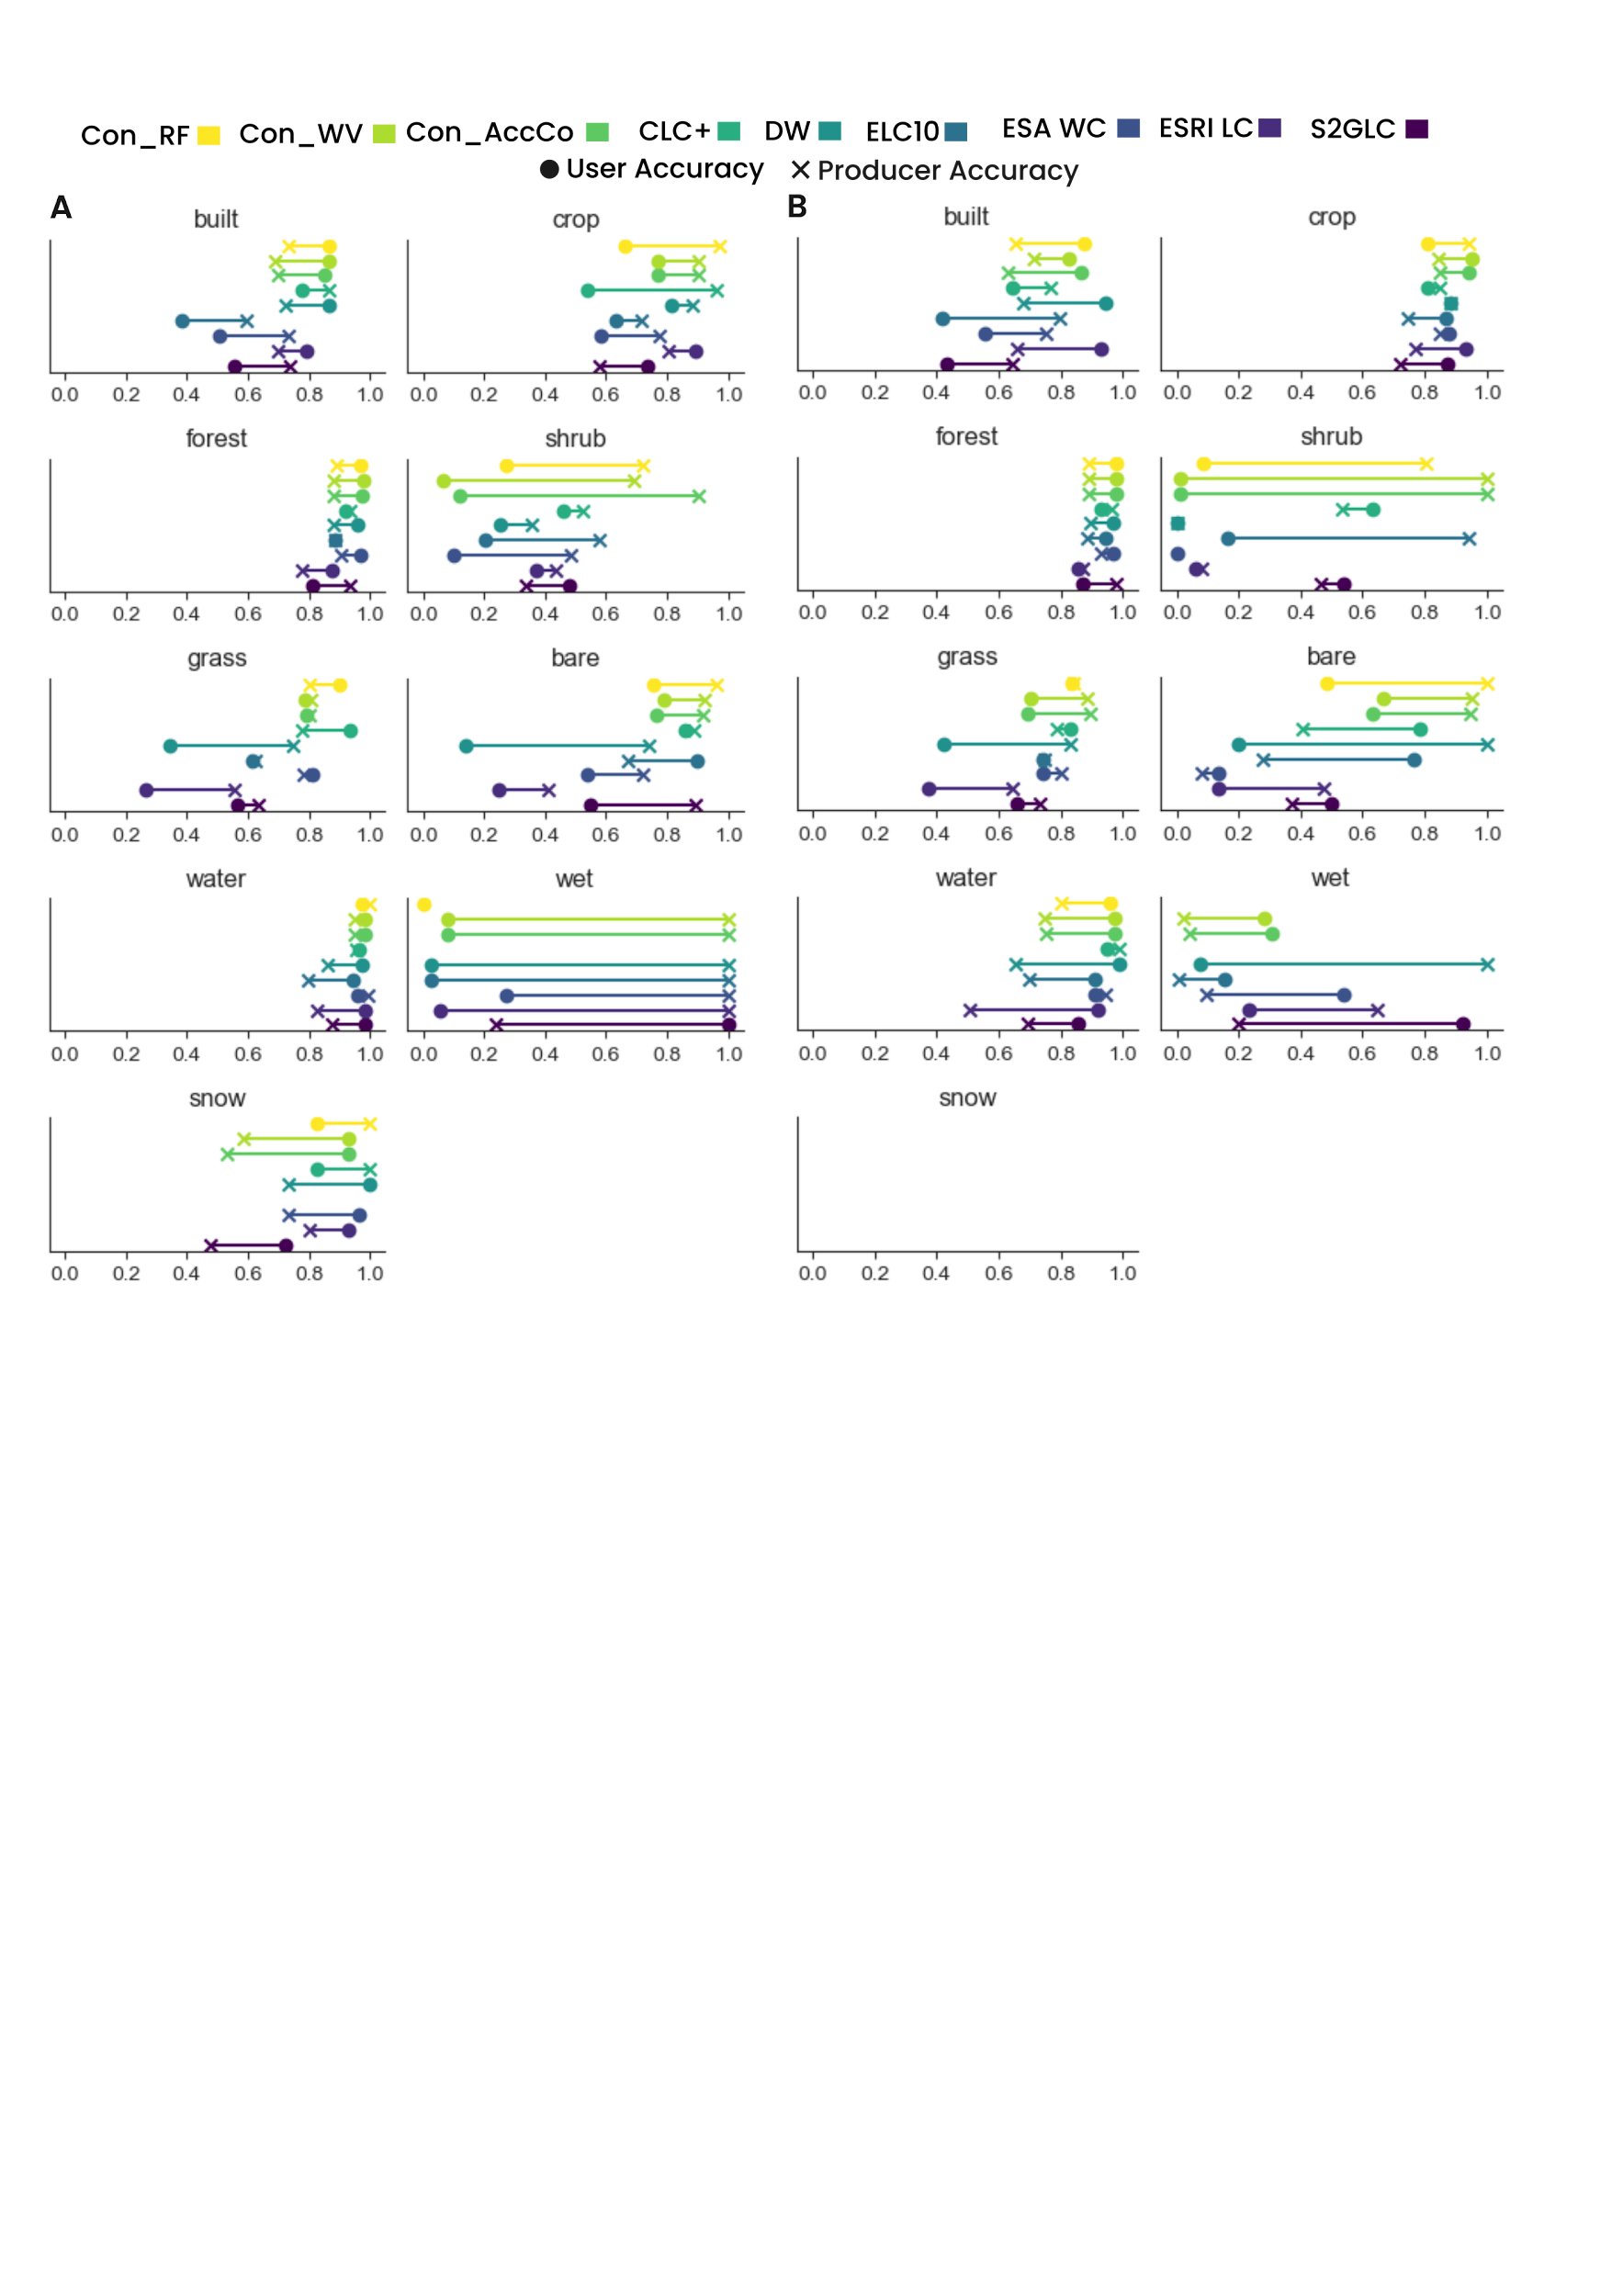 Con_RF Con_WV Con_AccCo CLC+ DW ELC10 ESA WC ESRI LC S2GLC
User Accuracy Producer Accuracy
A B
built crop built crop
0.0 0.2 0.4 0.6 0.8 1.0 0.0 0.2 0.4 0.6 0.8 1.0 0.0 0.2 0.4 0.6 0.8 1.0 0.0 0.2 0.4 0.6 0.8 1.0
forest shrub forest shrub
0.0 0.2 0.4 0.6 0.8 1.0 0.0 0.2 0.4 0.6 0.8 1.0 0.0 0.2 0.4 0.6 0.8 1.0 0.0 0.2 0.4 0.6 0.8 1.0
grass bare grass bare
0.0 0.2 0.4 0.6 0.8 1.0 0.0 0.2 0.4 0.6 0.8 1.0 0.0 0.2 0.4 0.6 0.8 1.0 0.0 0.2 0.4 0.6 0.8 1.0
water wet water wet
0.0 0.2 0.4 0.6 0.8 1.0 0.0 0.2 0.4 0.6 0.8 1.0 0.0 0.2 0.4 0.6 0.8 1.0 0.0 0.2 0.4 0.6 0.8 1.0
snow snow
0.0 0.2 0.4 0.6 0.8 1.0 0.0 0.2 0.4 0.6 0.8 1.0